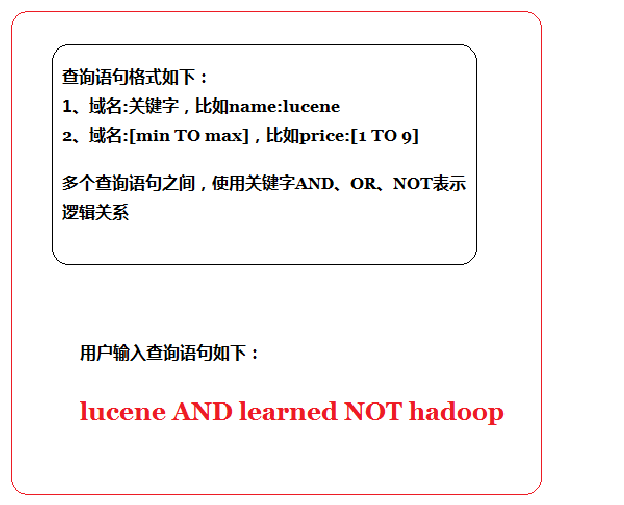 查询语句格式如下：
1、域名:关键字，比如name:lucene
2、域名:[min TO max]，比如price:[1 TO 9]
多个查询语句之间，使用关键字AND、OR、NOT表示
逻辑关系
用户输入查询语句如下：
lucene AND learned NOT hadoop